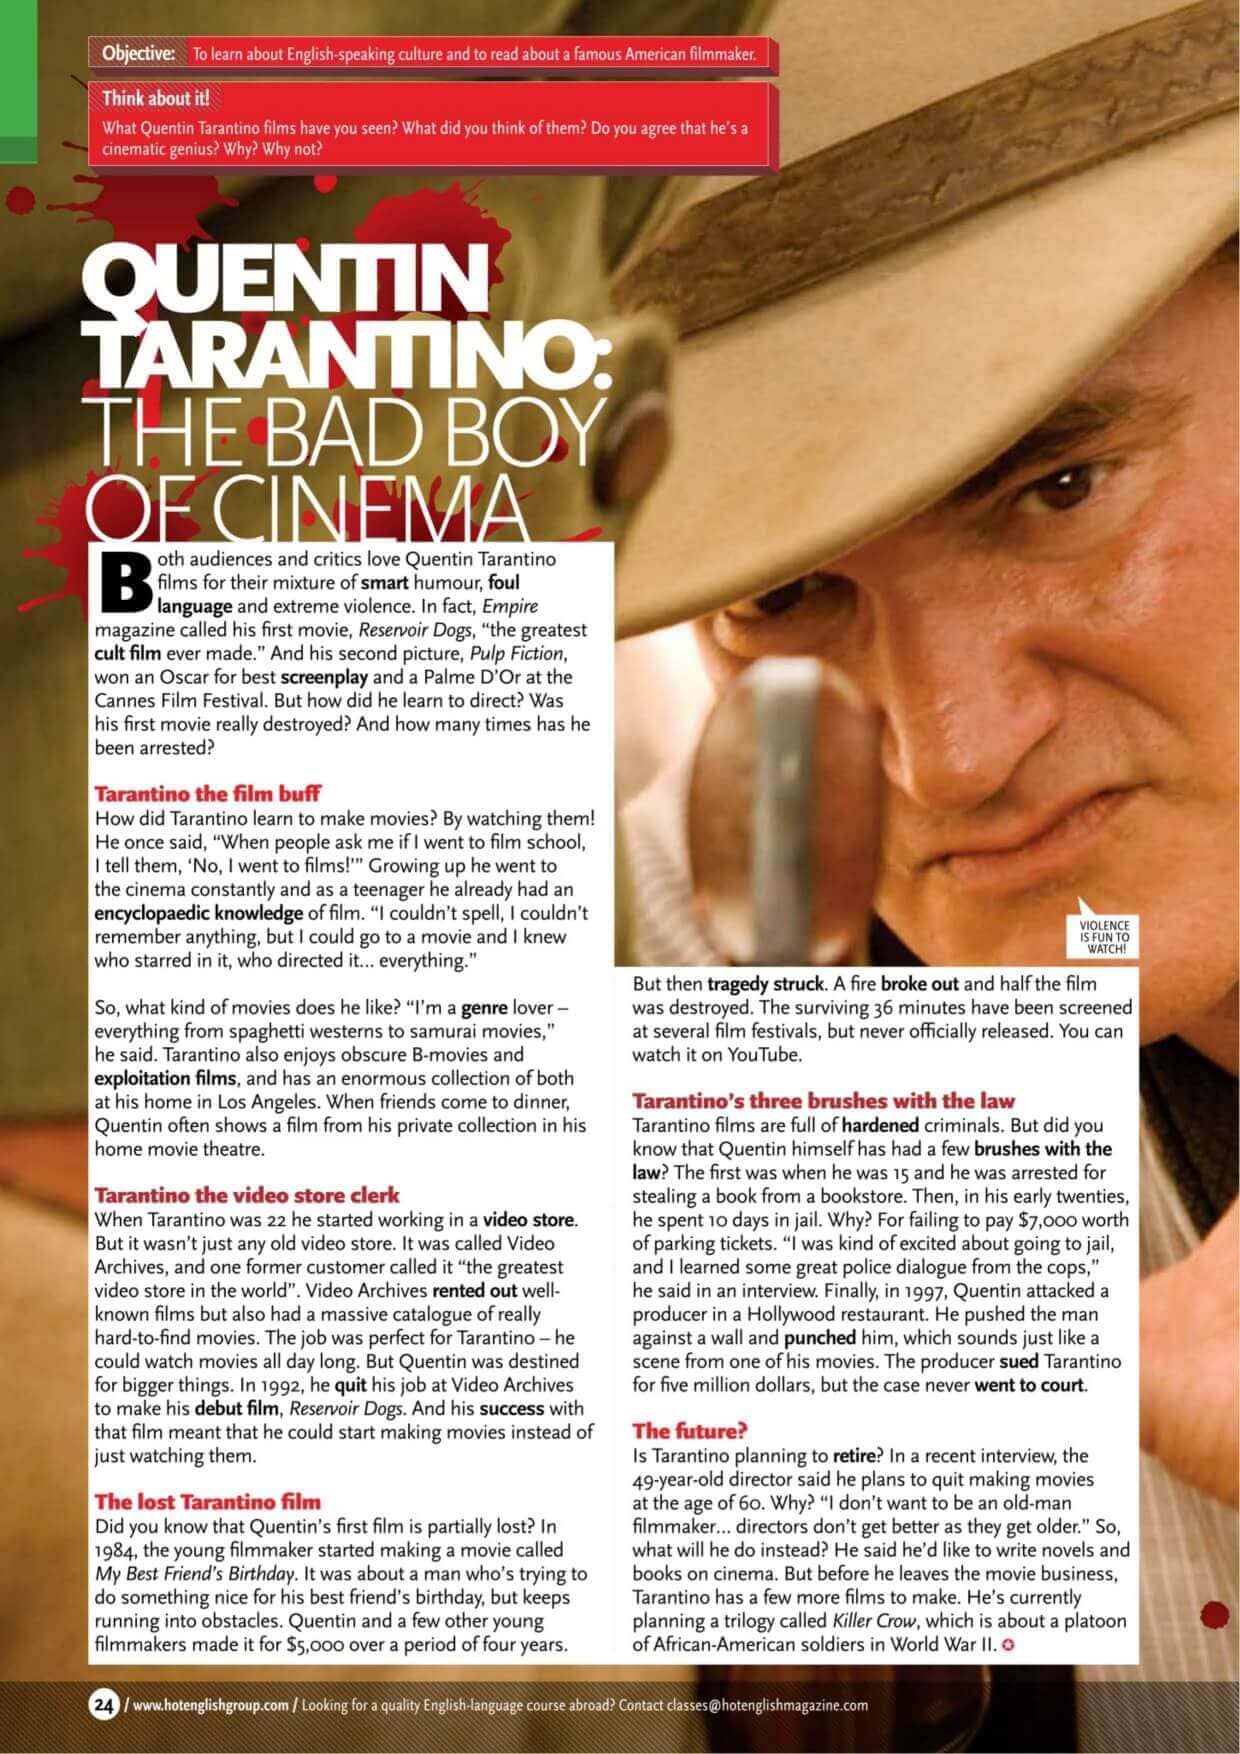 Objective: To learn about English-speaking culture and to read about a famous American filmmaker.
Think about it!
What Quentin Tarantino films have you seen? What did you think of them? Do you agree that he's a
cinematic genius? Why? Why not?
QUENTIN
TARANTINO:
THE BAD BOY
OF CINEMA
Both audiences and critics love Quentin Tarantino
films for their mixture of smart humour, foul
language and extreme violence. In fact, Empire
magazine called his first movie, Reservoir Dogs, “the greatest
cult film ever made.” And his second picture, Pulp Fiction,
won an Oscar for best screenplay and a Palme D’Or at the
Cannes Film Festival. But how did he learn to direct? Was
his first movie really destroyed? And how many times has he
been arrested?
Tarantino the film buff
How did Tarantino learn to make movies? By watching them!
He once said, “When people ask me if I went to film school,
I tell them, ‘No, I went to films!’” Growing up he went to
the cinema constantly and as a teenager he already had an
encyclopaedic knowledge of film. “I couldn’t spell, I couldn’t
remember anything, but I could go to a movie and I knew
who starred in it, who directed it... everything.”
So, what kind of movies does he like? “I’m a genre lover –
everything from spaghetti westerns to samurai movies,”
he said. Tarantino also enjoys obscure B-movies and
exploitation films, and has an enormous collection of both
at his home in Los Angeles. When friends come to dinner,
Quentin often shows a film from his private collection in his
home movie theatre.
Tarantino the video store clerk
When Tarantino was 22 he started working in a video store.
But it wasn’t just any old video store. It was called Video
Archives, and one former customer called it “the greatest
video store in the world”. Video Archives rented out well-
known films but also had a massive catalogue of really
hard-to-find movies. The job was perfect for Tarantino – he
could watch movies all day long. But Quentin was destined
for bigger things. In 1992, he quit his job at Video Archives
to make his debut film, Reservoir Dogs. And his success with
that film meant that he could start making movies instead of
just watching them.
The lost Tarantino film
Did you know that Quentin’s first film is partially lost? In
1984, the young filmmaker started making a movie called
My Best Friend’s Birthday. It was about a man who’s trying to
do something nice for his best friend’s birthday, but keeps
running into obstacles. Quentin and a few other young
filmmakers made it for $5,000 over a period of four years.
VIOLENCE
IS FUN TO
WATCH!
But then tragedy struck. A fire broke out and half the film
was destroyed. The surviving 36 minutes have been screened
at several film festivals, but never officially released. You can
watch it on YouTube.
Tarantino’s three brushes with the law
Tarantino films are full of hardened criminals. But did you
know that Quentin himself has had a few brushes with the
law? The first was when he was 15 and he was arrested for
stealing a book from a bookstore. Then, in his early twenties,
he spent 10 days in jail. Why? For failing to pay $7,000 worth
of parking tickets. “I was kind of excited about going to jail,
and I learned some great police dialogue from the cops,”
he said in an interview. Finally, in 1997, Quentin attacked a
producer in a Hollywood restaurant. He pushed the man
against a wall and punched him, which sounds just like a
scene from one of his movies. The producer sued Tarantino
for five million dollars, but the case never went to court.
The future?
Is Tarantino planning to retire? In a recent interview, the
49-year-old director said he plans to quit making movies
at the age of 60. Why? “I don’t want to be an old-man
filmmaker... directors don’t get better as they get older.” So,
what will he do instead? He said he’d like to write novels and
books on cinema. But before he leaves the movie business,
Tarantino has a few more films to make. He’s currently
planning a trilogy called Killer Crow, which is about a platoon
of African-American soldiers in World War II.
24 / www.hotenglishgroup.com / Looking for a quality English-language course abroad? Contact classes@hotenglishmagazine.com